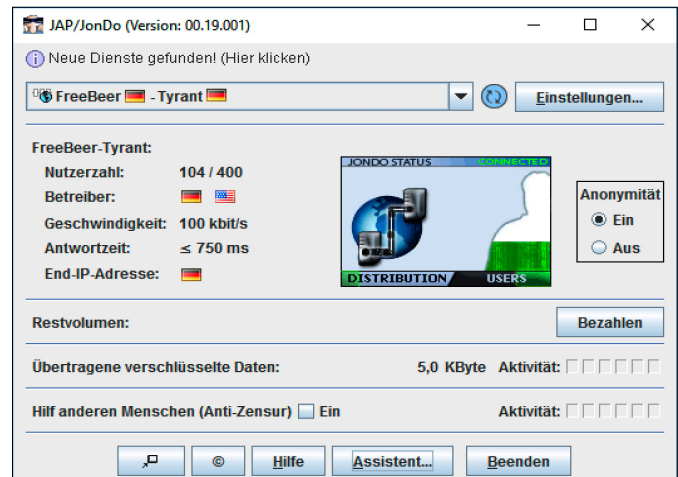 JAP/JonDo (Version: 00.19.001)
Neue Dienste gefunden! (Hier klicken)
FreeBeer - Tyrant
Einstellungen...
FreeBeer-Tyrant:
Nutzerzahl: 104 / 400
Betreiber:
Geschwindigkeit: 100 kbit/s
Antwortzeit: ≤ 750 ms
End-IP-Adresse:
JONDO STATUS CONNECTED
DISTRIBUTION USERS
Anonymität
Ein
Aus
Restvolumen:
Bezahlen
Übertragene verschlüsselte Daten: 5,0 KByte Aktivität:
Hilf anderen Menschen (Anti-Zensur) Ein Aktivität:
© Hilfe Assistent... Beenden